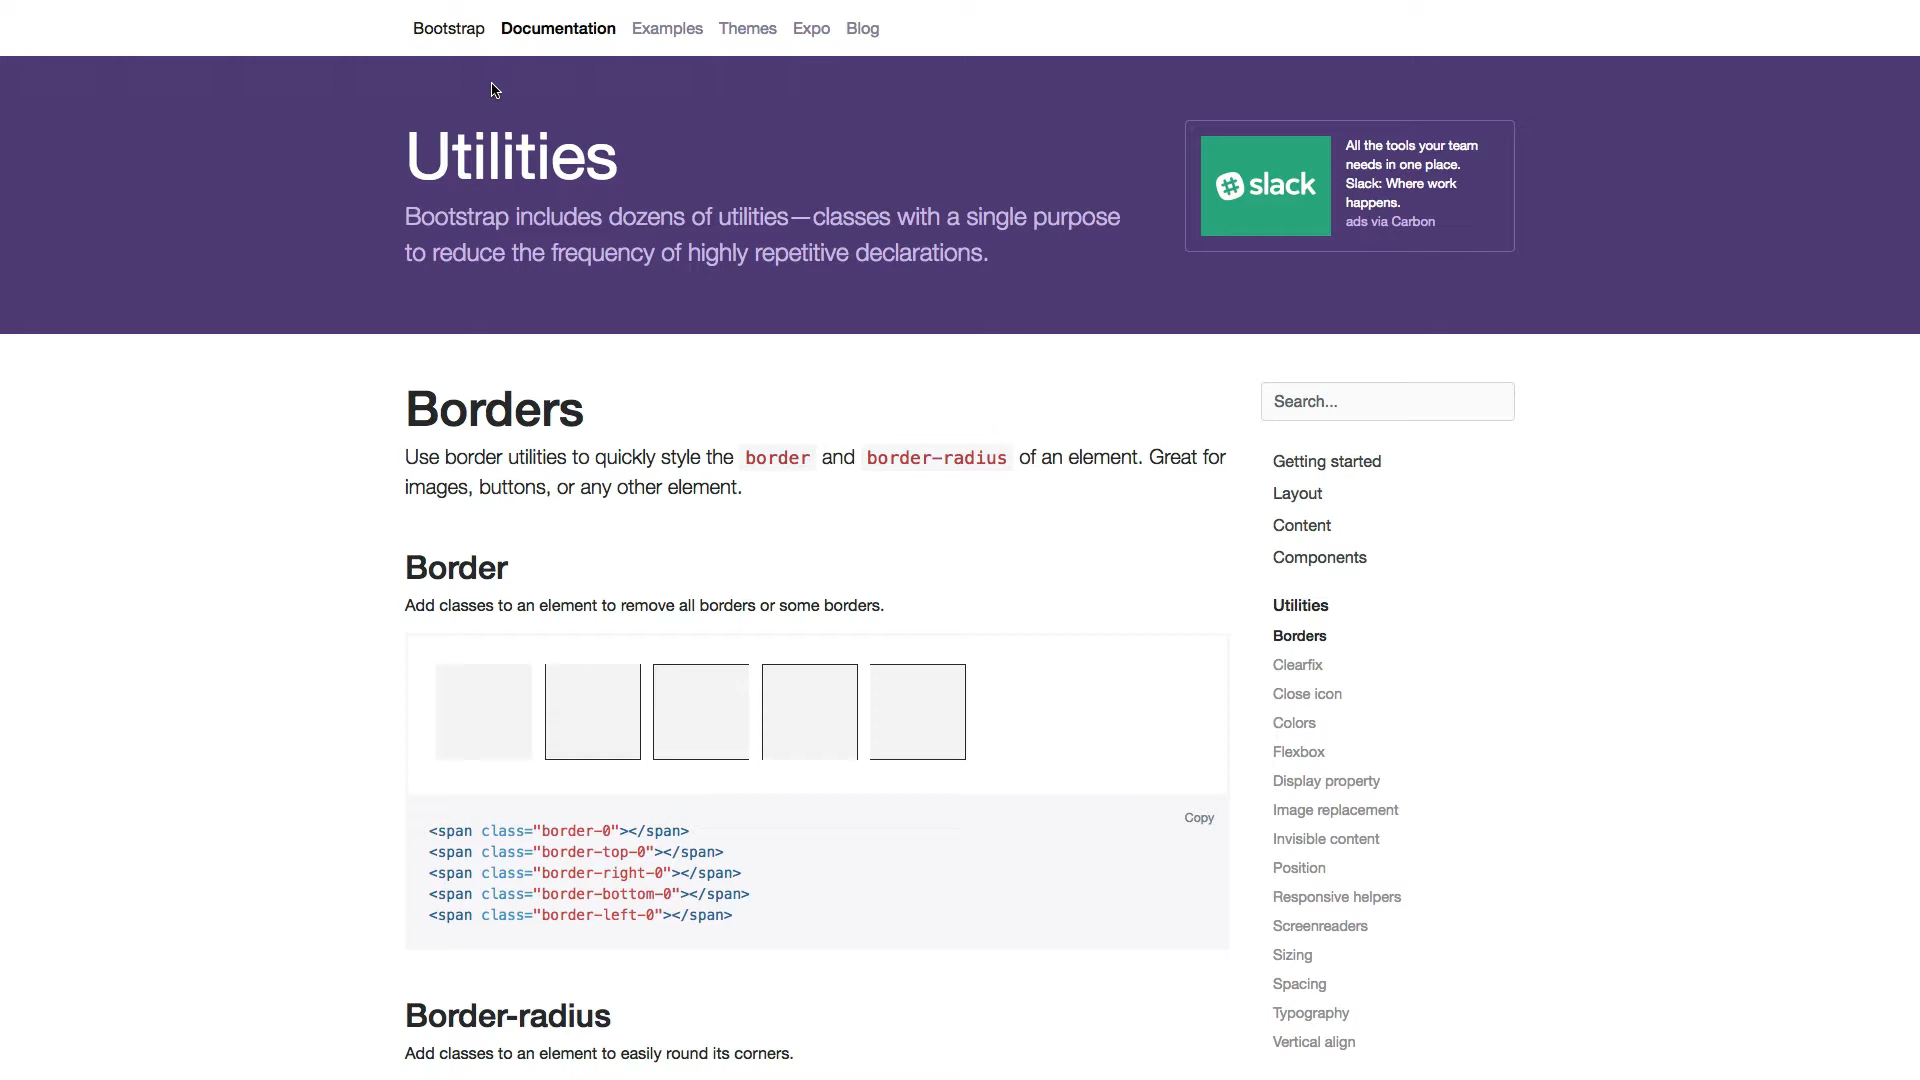 Bootstrap Documentation Examples Themes Expo Blog
Utilities
Bootstrap includes dozens of utilities—classes with a single purpose
to reduce the frequency of highly repetitive declarations.
slack
All the tools your team
needs in one place.
Slack: Where work
happens.
ads via Carbon
Borders
Use border utilities to quickly style the border and border-radius of an element. Great for
images, buttons, or any other element.
Border
Add classes to an element to remove all borders or some borders.
Copy
<span class="border-0"></span>
<span class="border-top-0"></span>
<span class="border-right-0"></span>
<span class="border-bottom-0"></span>
<span class="border-left-0"></span>
Border-radius
Add classes to an element to easily round its corners.
Search...
Getting started
Layout
Content
Components
Utilities
Borders
Clearfix
Close icon
Colors
Flexbox
Display property
Image replacement
Invisible content
Position
Responsive helpers
Screenreaders
Sizing
Spacing
Typography
Vertical align